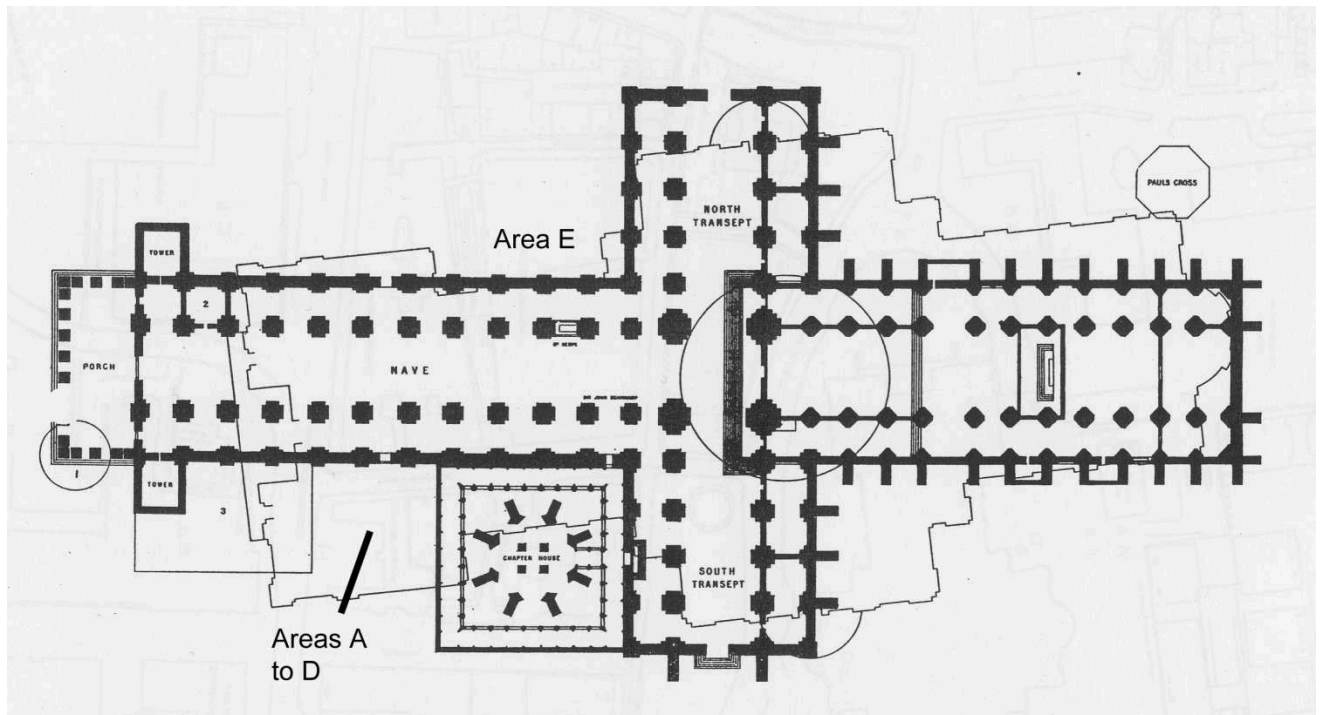 PAULS CROSS
NORTH
TRANSEPT
Area E
TOWER
2
PORCH
NAVE
1
TOWER
3
CHAPTER HOUSE
SOUTH
TRANSEPT
Areas A
to D